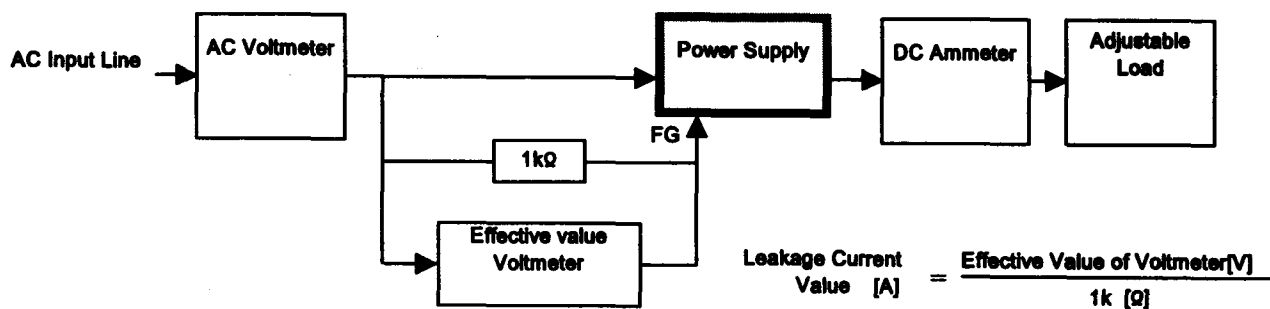 AC Input Line
AC Voltmeter
Power Supply
DC Ammeter
Adjustable
Load
FG
1kΩ
Effective value
Voltmeter
Leakage Current
Value [A]
= Effective Value of Voltmeter[V]
1k [Ω]